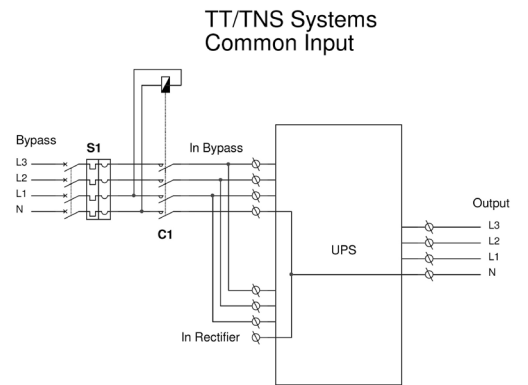 TT/TNS Systems
Common Input
Bypass
S1
In Bypass
L3
L2
L1
N
C1
UPS
Output
L3
L2
L1
N
In Rectifier